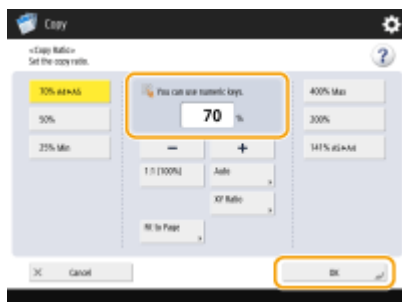 Copy
<Copy Ratio>
Set the copy ratio.
?
70% A4➔A5
50%
25% Min
You can use numeric keys.
70 %
−
+
1:1 (100%)
Auto
XY Ratio
Fit to Page
400% Max
200%
141% A5➔A4
× Cancel
OK